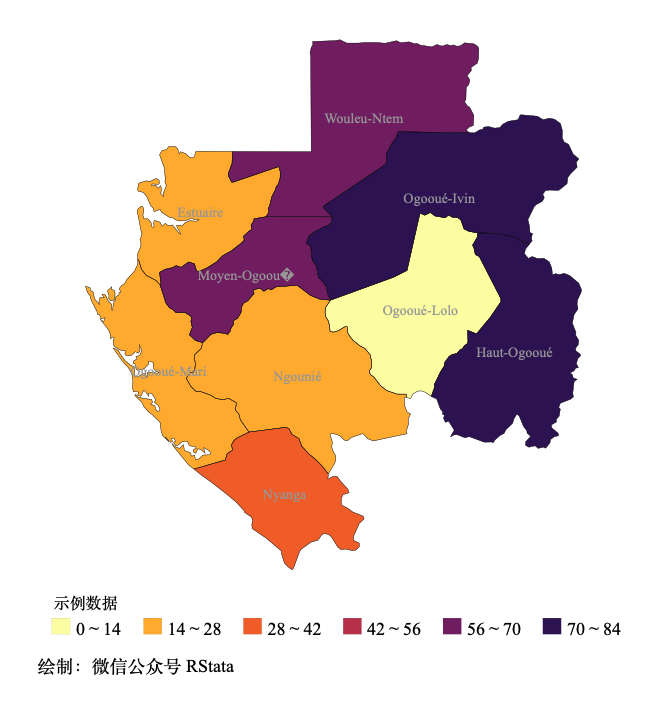 Wouleu-Ntem
Ogooué-Ivin
Estuaire
Moyen-Ogoou�
Ogooué-Lolo
Haut-Ogooué
Ogooué-Mari
Ngounié
Nyanga
示例数据
0 ~ 14 14 ~ 28 28 ~ 42 42 ~ 56 56 ~ 70 70 ~ 84
绘制：微信公众号 RStata